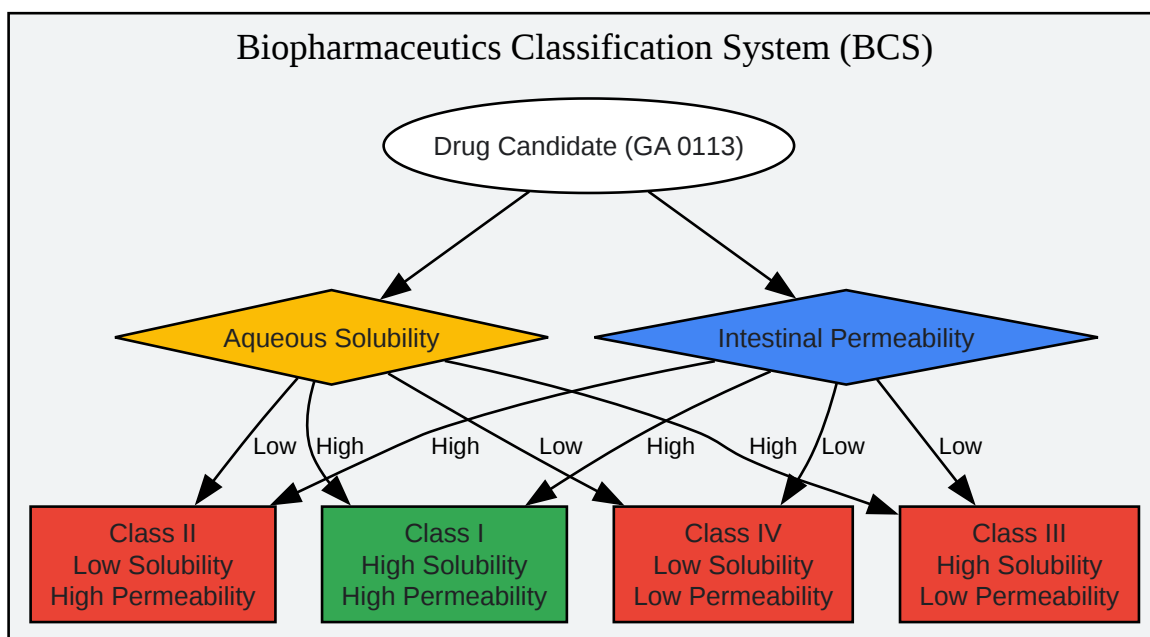 Biopharmaceutics Classification System (BCS)
Drug Candidate (GA 0113)
Aqueous Solubility
Intestinal Permeability
Low
High
High
Low
High
High
Low
Low
Class II
Low Solubility
High Permeability
Class I
High Solubility
High Permeability
Class IV
Low Solubility
Low Permeability
Class III
High Solubility
Low Permeability